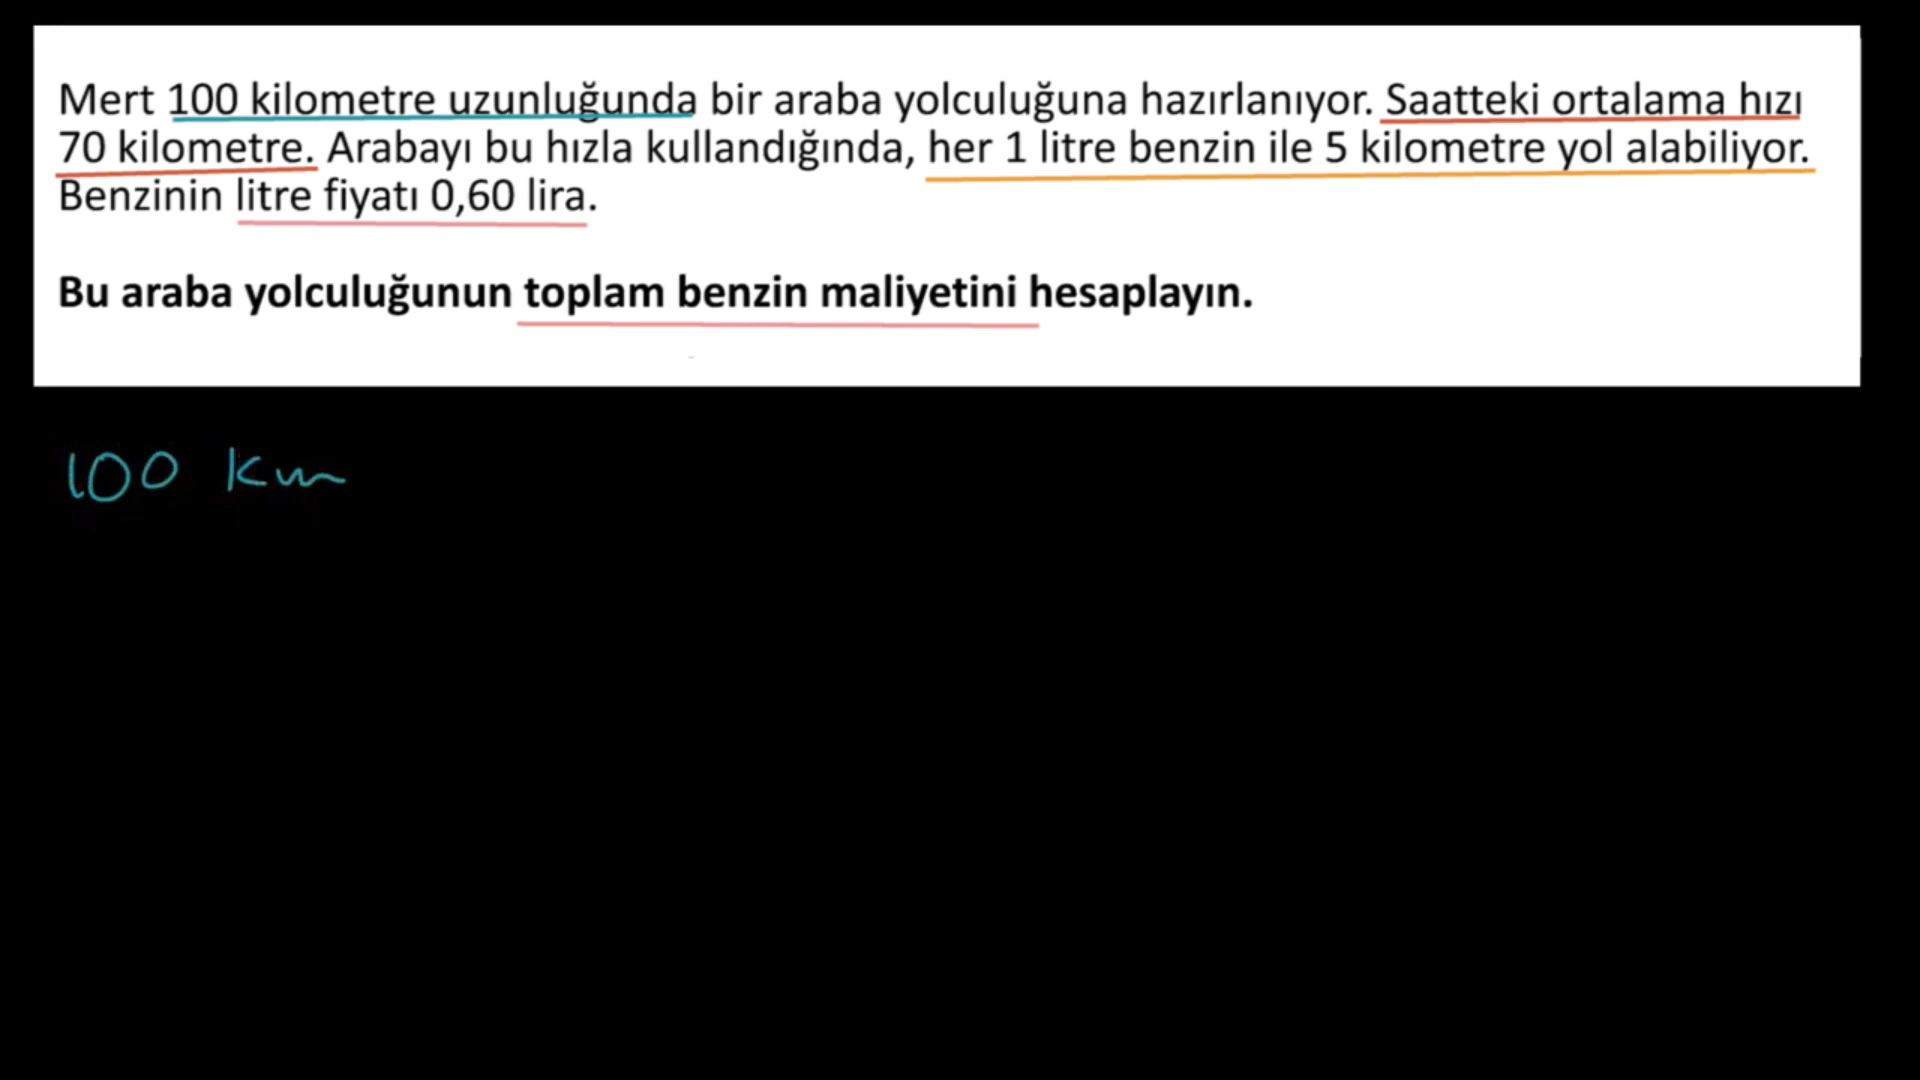 Mert 100 kilometre uzunluğunda bir araba yolculuğuna hazırlanıyor. Saatteki ortalama hızı
70 kilometre. Arabayı bu hızla kullandığında, her 1 litre benzin ile 5 kilometre yol alabiliyor.
Benzinin litre fiyatı 0,60 lira.
Bu araba yolculuğunun toplam benzin maliyetini hesaplayın.
100 km